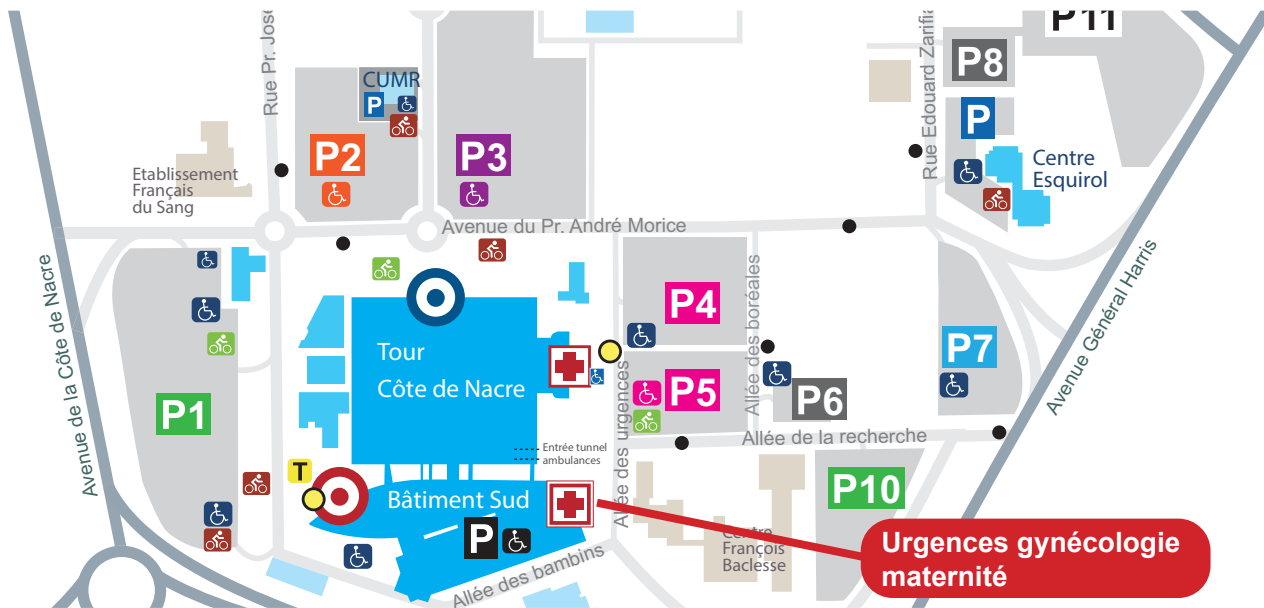 P11
P8
Rue Pr. José
CUMR
P
P2
P3
Rue Edouard Zarifia
P
Centre
Esquirol
Etablissement
Français
du Sang
Avenue du Pr. André Morice
Avenue de la Côte de Nacre
Avenue Général Harris
P4
Allée des boréales
Tour
Côte de Nacre
P7
P1
P5
P6
Allée des urgences
Allée de la recherche
Entrée tunnel
ambulances
T
Bâtiment Sud
P10
P
Centre
François
Baclesse
Allée des bambins
Urgences gynécologie
maternité